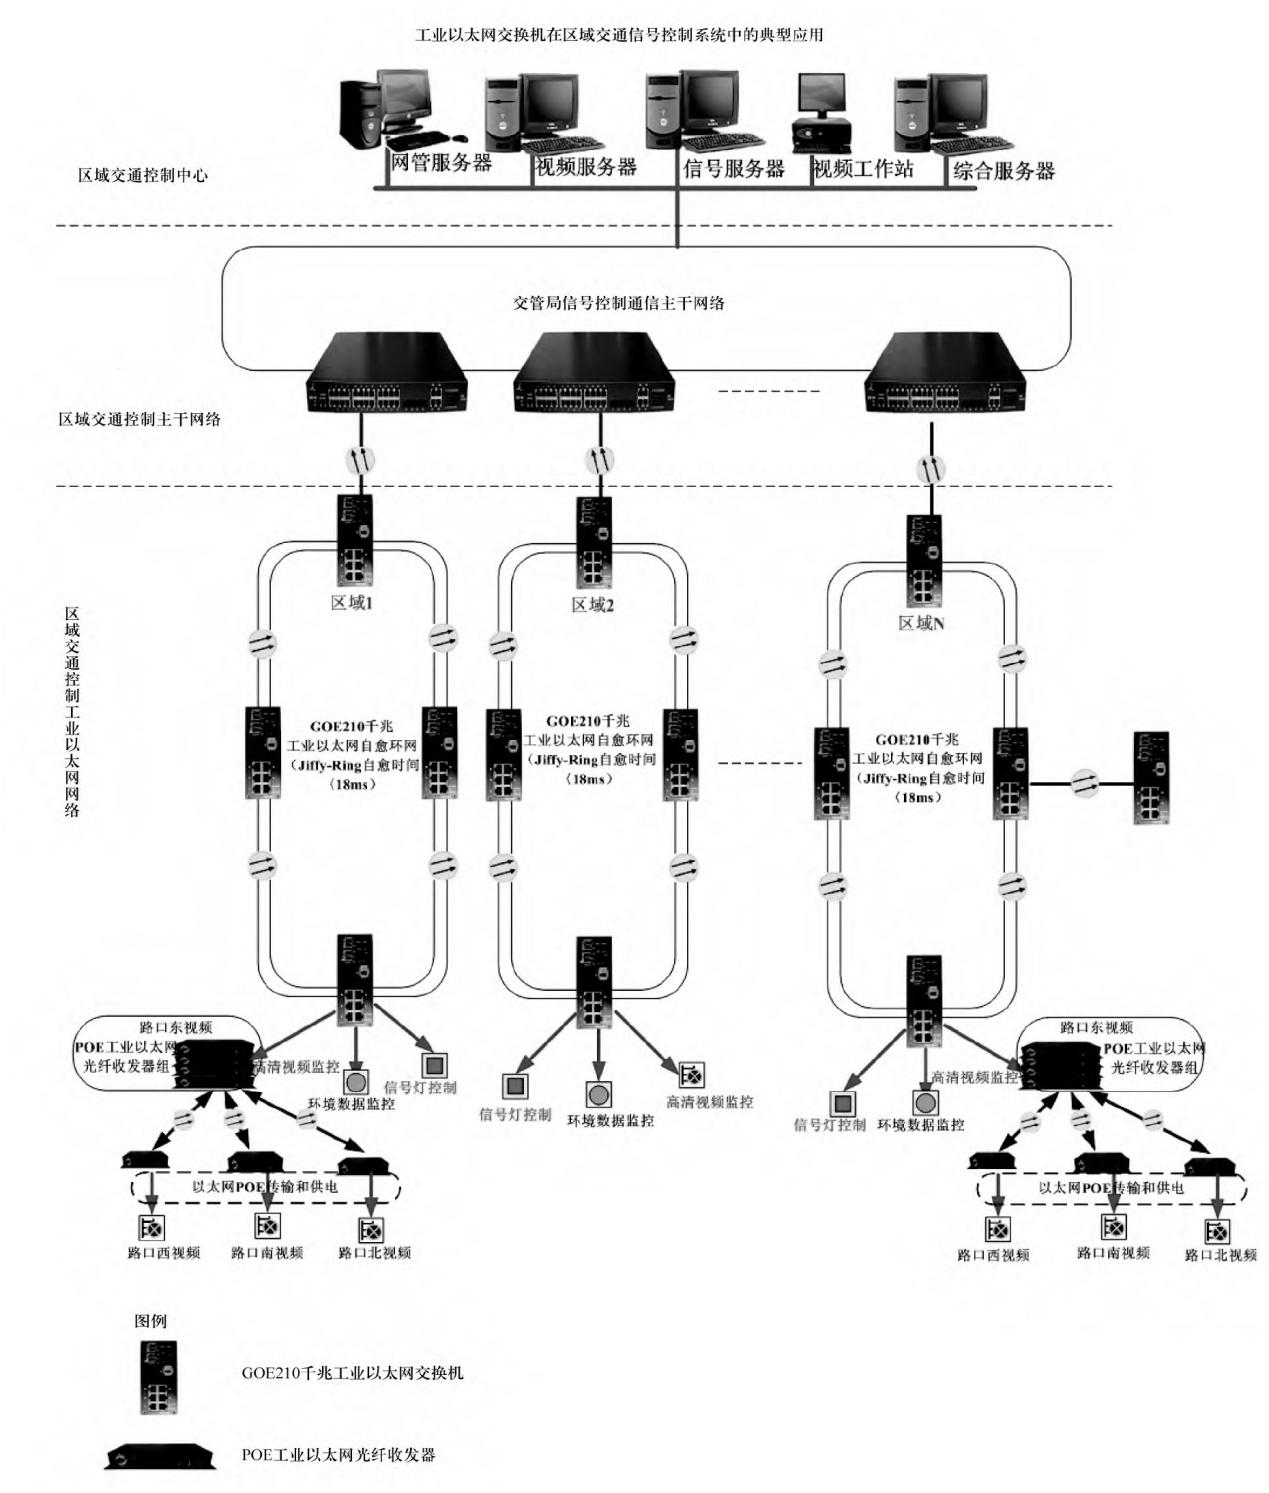 工业以太网交换机在区域交通信号控制系统中的典型应用
网管服务器
视频服务器
信号服务器
视频工作站
综合服务器
区域交通控制中心
交管局信号控制通信主干网络
区域交通控制主干网络
区域交通控制工业以太网网络
区域1
区域2
区域N
GOE210千兆
工业以太网自愈环网
（Jiffy-Ring自愈时间
〈18ms）
GOE210千兆
工业以太网自愈环网
（Jiffy-Ring自愈时间
〈18ms）
GOE210千兆
工业以太网自愈环网
（Jiffy-Ring自愈时间
〈18ms）
路口东视频
POE工业以太网
光纤收发器组
高清视频监控
环境数据监控
信号灯控制
信号灯控制
环境数据监控
高清视频监控
信号灯控制
环境数据监控
高清视频监控
路口东视频
POE工业以太网
光纤收发器组
以太网POE传输和供电
路口西视频
路口南视频
路口北视频
以太网POE传输和供电
路口西视频
路口南视频
路口北视频
图例
GOE210千兆工业以太网交换机
POE工业以太网光纤收发器